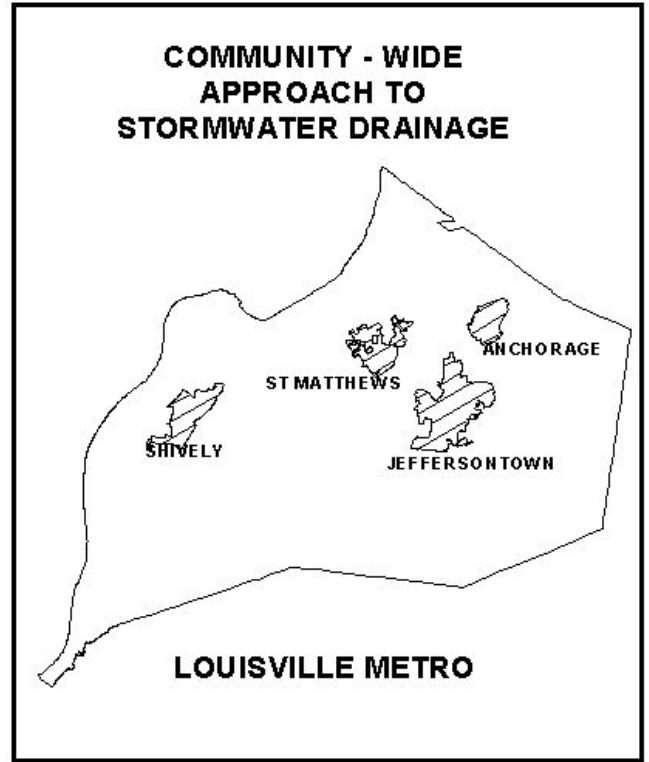 COMMUNITY - WIDE
APPROACH TO
STORMWATER DRAINAGE
ANCHORAGE
ST MATTHEWS
SHIVELY
JEFFERSONTOWN
LOUISVILLE METRO